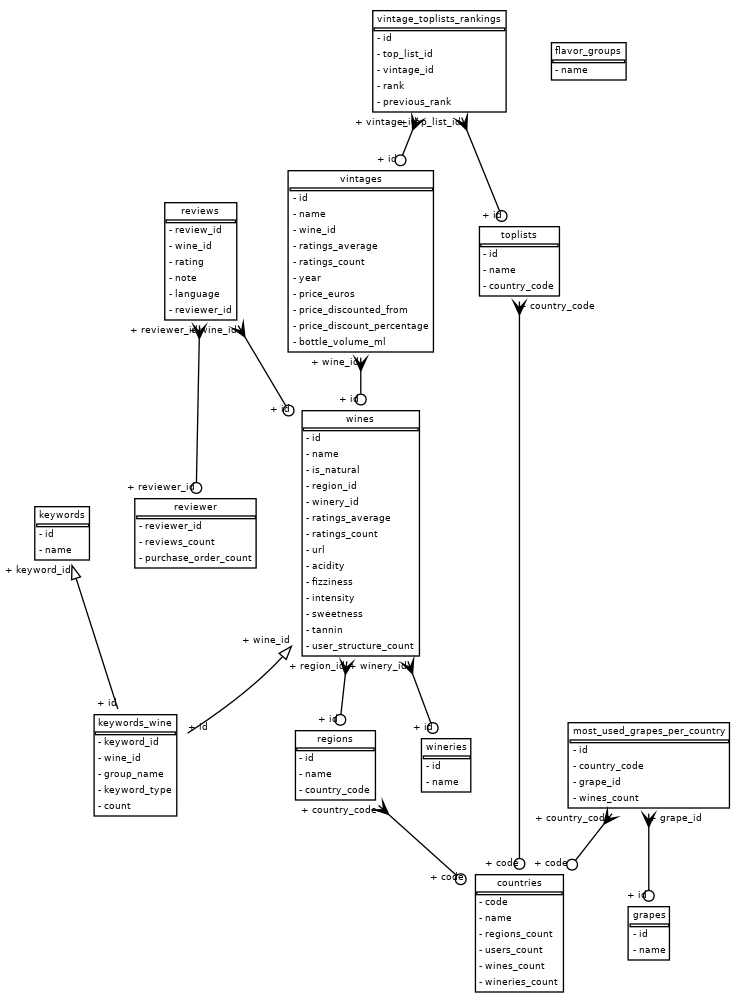 vintage_toplists_rankings
- id
- top_list_id
- vintage_id
- rank
- previous_rank
flavor_groups
- name
+ vintage_id
+ top_list_id
+ id
+ id
vintages
- id
- name
- wine_id
- ratings_average
- ratings_count
- year
- price_euros
- price_discounted_from
- price_discount_percentage
- bottle_volume_ml
reviews
- review_id
- wine_id
- rating
- note
- language
- reviewer_id
toplists
- id
- name
- country_code
+ country_code
+ reviewer_id
+ wine_id
+ wine_id
+ id
+ id
wines
- id
- name
- is_natural
- region_id
- winery_id
- ratings_average
- ratings_count
- url
- acidity
- fizziness
- intensity
- sweetness
- tannin
- user_structure_count
+ reviewer_id
reviewer
- reviewer_id
- reviews_count
- purchase_order_count
keywords
- id
- name
+ keyword_id
+ wine_id
+ region_id
+ winery_id
+ id
+ id
+ id
+ id
keywords_wine
- keyword_id
- wine_id
- group_name
- keyword_type
- count
regions
- id
- name
- country_code
wineries
- id
- name
most_used_grapes_per_country
- id
- country_code
- grape_id
- wines_count
+ country_code
+ country_code
+ grape_id
+ code
+ code
+ code
+ id
countries
- code
- name
- regions_count
- users_count
- wines_count
- wineries_count
grapes
- id
- name